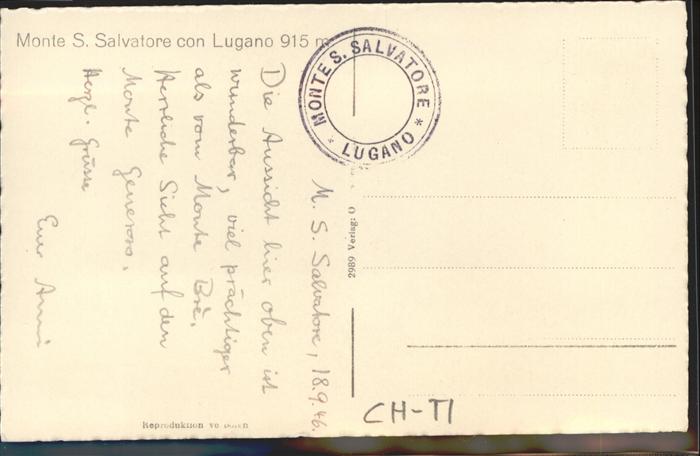 Monte S. Salvatore con Lugano 915 m
MONTE S. SALVATORE
* LUGANO *
M. S. Salvatore, 18.9.46.
Die Aussicht hier oben ist
wunderbar, viel prächtiger
als vom Monte Brè.
Herrliche Sicht auf den
Monte Generoso.
Herzl. Grüsse
Eure Anni
2989 Verlag: O
CH-TI
Reproduktion ve